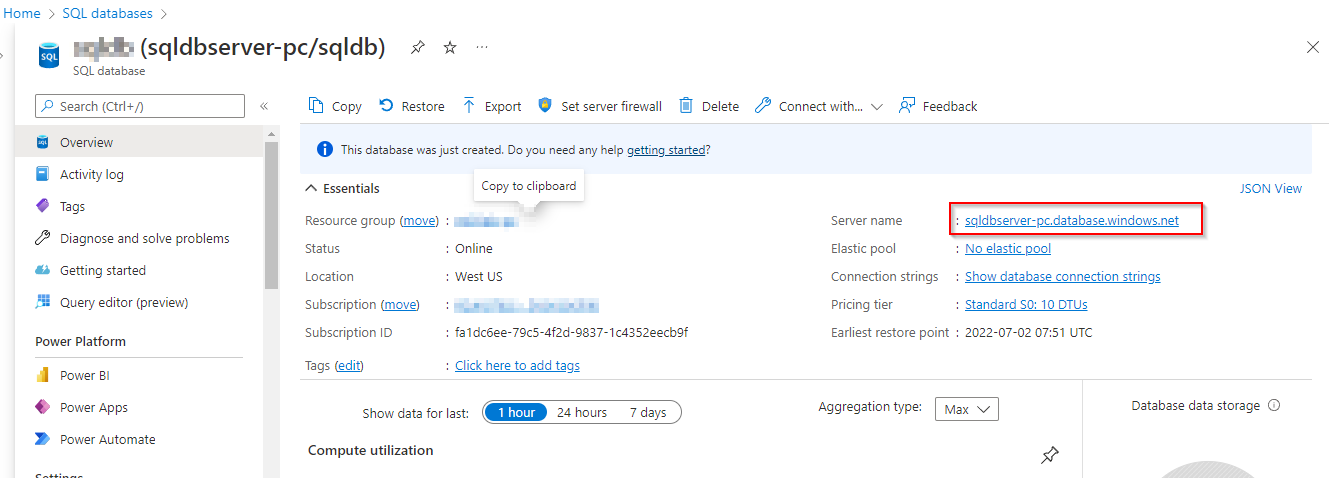 Home > SQL databases >
(sqldbserver-pc/sqldb) ...
SQL database
Search (Ctrl+/) «
Copy Restore Export Set server firewall Delete Connect with... Feedback
Overview
Activity log
Tags
Diagnose and solve problems
Getting started
Query editor (preview)
Power Platform
Power BI
Power Apps
Power Automate
Settings
This database was just created. Do you need any help getting started?
Copy to clipboard
Essentials
JSON View
Resource group (move) :
Status : Online
Location : West US
Subscription (move) :
Subscription ID : fa1dc6ee-79c5-4f2d-9837-1c4352eecb9f
Tags (edit) : Click here to add tags
Server name : sqldbserver-pc.database.windows.net
Elastic pool : No elastic pool
Connection strings : Show database connection strings
Pricing tier : Standard S0: 10 DTUs
Earliest restore point : 2022-07-02 07:51 UTC
Show data for last: 1 hour 24 hours 7 days
Aggregation type: Max
Compute utilization
Database data storage